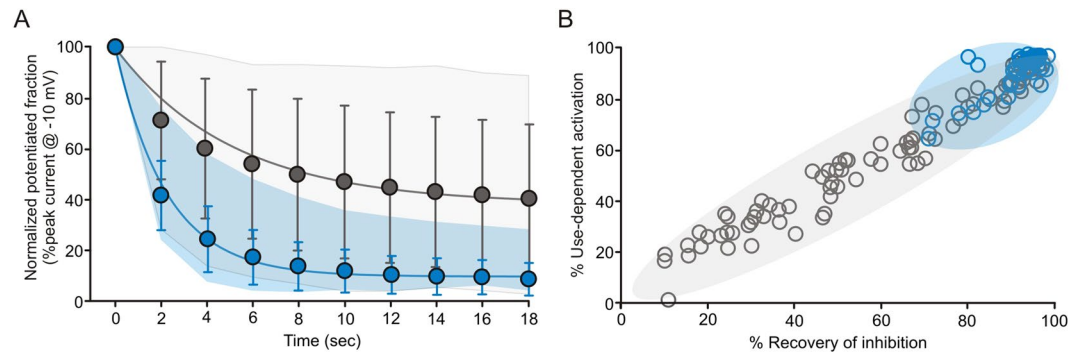 A
Normalized potentiated fraction
(%peak current @ -10 mV)
100
80
60
40
20
0
0 2 4 6 8 10 12 14 16 18
Time (sec)
B
% Use-dependent activation
100
80
60
40
20
0
0 20 40 60 80 100
% Recovery of inhibition